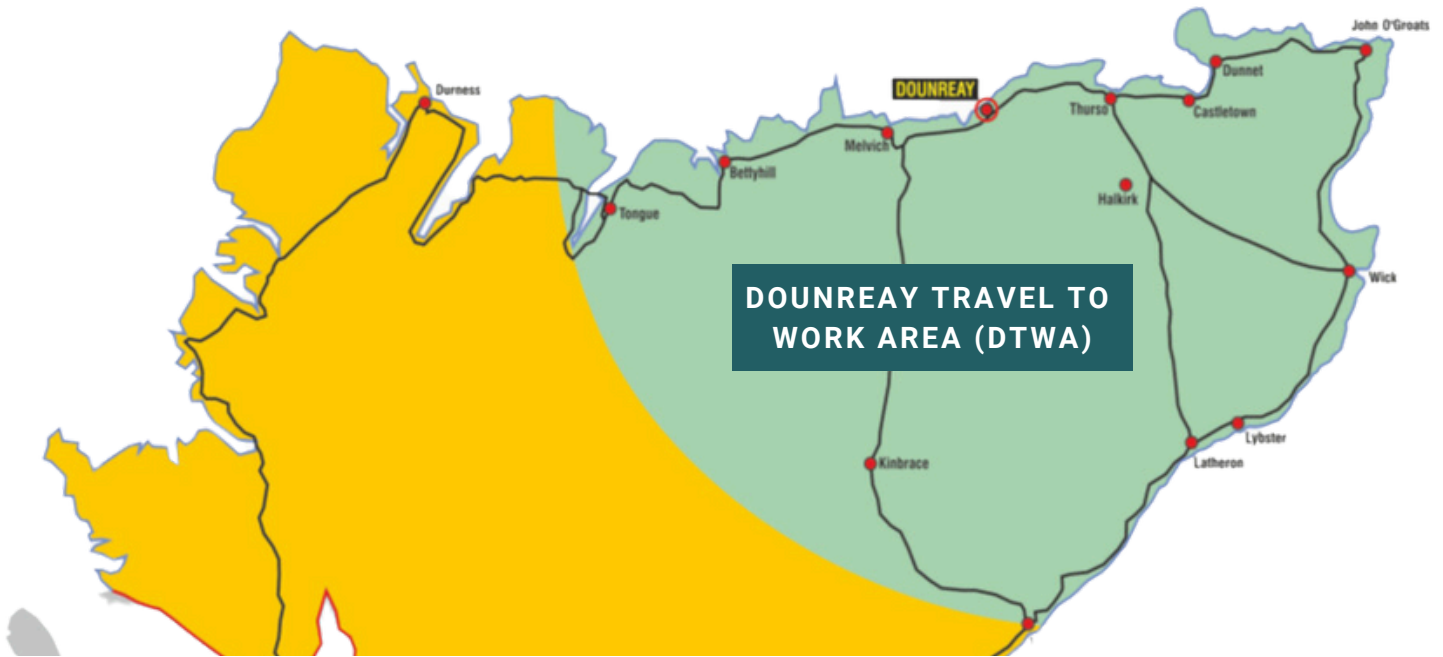 John O'Groats
Dunnet
Durness
DOUNREAY
Thurso
Castletown
Melvich
Bettyhill
Halkirk
Tongue
Wick
DOUNREAY TRAVEL TO
WORK AREA (DTWA)
Lybster
Kinbrace
Latheron